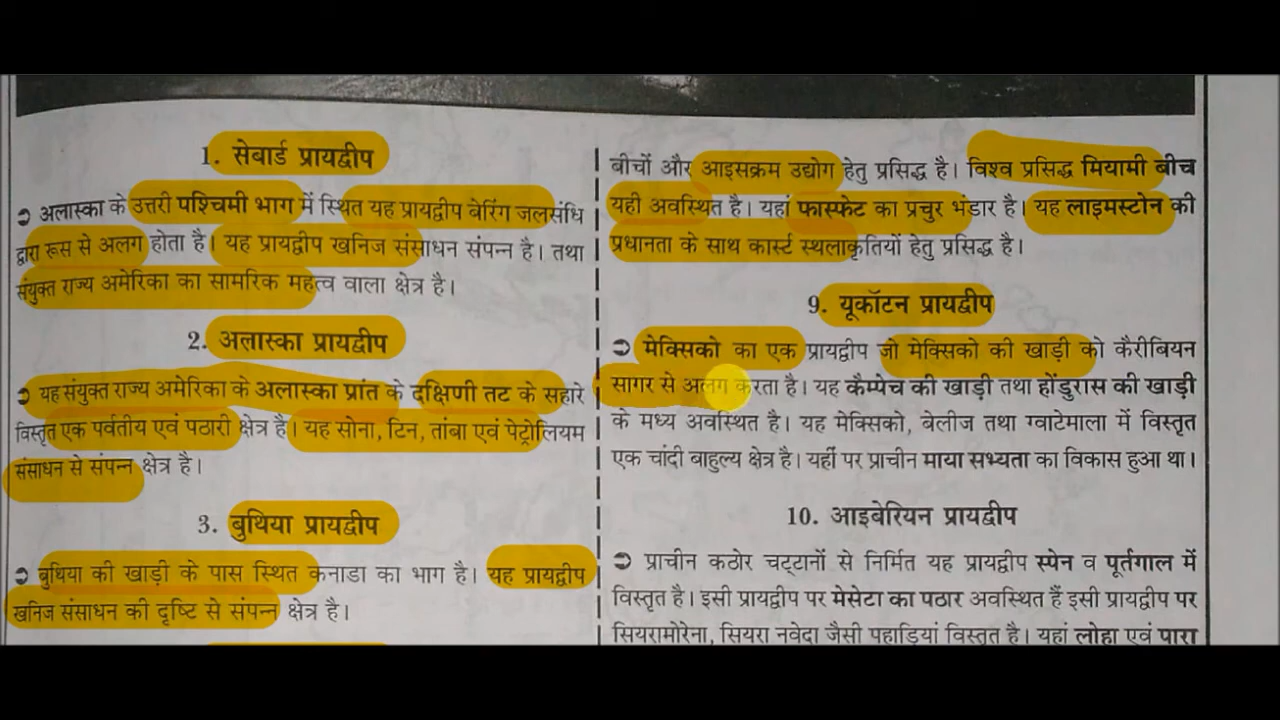 1. सेबार्ड प्रायद्वीप
➲ अलास्का के उत्तरी पश्चिमी भाग में स्थित यह प्रायद्वीप बेरिंग जलसंधि
द्वारा रूस से अलग होता है। यह प्रायद्वीप खनिज संसाधन संपन्न है। तथा
संयुक्त राज्य अमेरिका का सामरिक महत्व वाला क्षेत्र है।
2. अलास्का प्रायद्वीप
➲ यह संयुक्त राज्य अमेरिका के अलास्का प्रांत के दक्षिणी तट के सहारे
विस्तृत एक पर्वतीय एवं पठारी क्षेत्र है। यह सोना, टिन, तांबा एवं पेट्रोलियम
संसाधन से संपन्न क्षेत्र है।
3. बुथिया प्रायद्वीप
➲ बुथिया की खाड़ी के पास स्थित कनाडा का भाग है। यह प्रायद्वीप
खनिज संसाधन की दृष्टि से संपन्न क्षेत्र है।
बीचों और आइसक्रम उद्योग हेतु प्रसिद्ध है। विश्व प्रसिद्ध मियामी बीच
यही अवस्थित है। यहां फास्फेट का प्रचुर भंडार है। यह लाइमस्टोन की
प्रधानता के साथ कार्स्ट स्थलाकृतियों हेतु प्रसिद्ध है।
9. यूकॉटन प्रायद्वीप
➲ मेक्सिको का एक प्रायद्वीप जो मेक्सिको की खाड़ी को कैरीबियन
सागर से अलग करता है। यह कैम्पेच की खाड़ी तथा होंडुरास की खाड़ी
के मध्य अवस्थित है। यह मेक्सिको, बेलीज तथा ग्वाटेमाला में विस्तृत
एक चांदी बाहुल्य क्षेत्र है। यहीं पर प्राचीन माया सभ्यता का विकास हुआ था।
10. आइबेरियन प्रायद्वीप
➲ प्राचीन कठोर चट्टानों से निर्मित यह प्रायद्वीप स्पेन व पूर्तगाल में
विस्तृत है। इसी प्रायद्वीप पर मेसेटा का पठार अवस्थित हैं इसी प्रायद्वीप पर
सियरामोरेना, सियरा नवेदा जैसी पहाड़ियां विस्तृत है। यहां लोहा एवं पारा